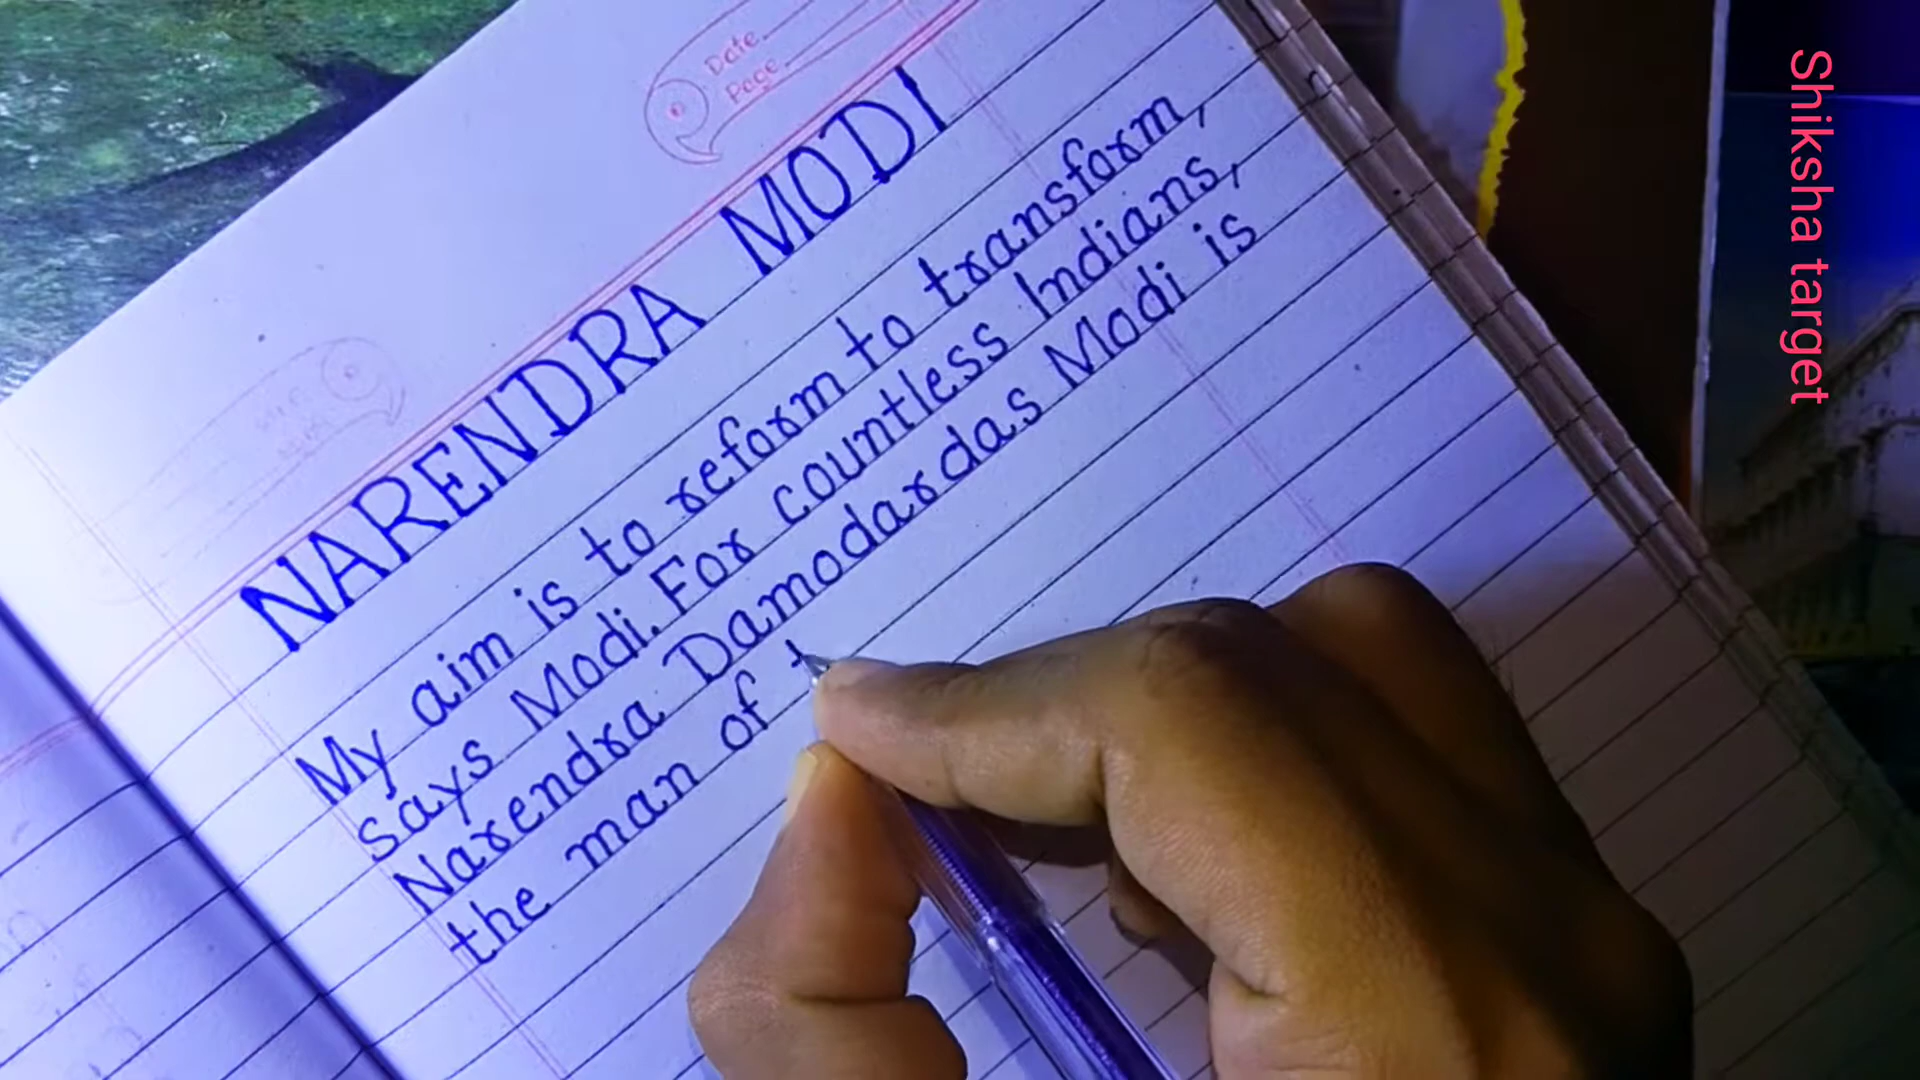 Date.
Page
NARENDRA MODI
My aim is to reform to transform,
says Modi. For countless Indians,
Narendra Damodardas Modi is
the man of
Shiksha target